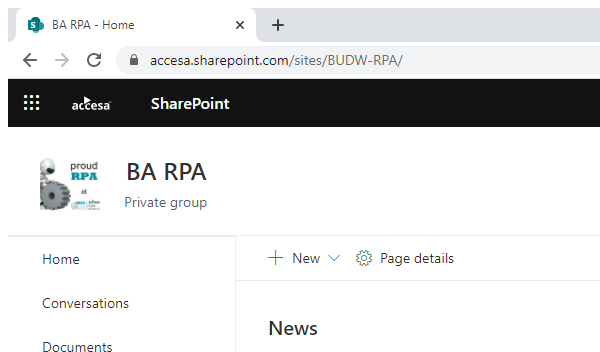 BA RPA - Home
accesa.sharepoint.com/sites/BUDW-RPA/
accesa SharePoint
proud
RPA
at
BA RPA
Private group
Home
New
Page details
Conversations
News
Documents